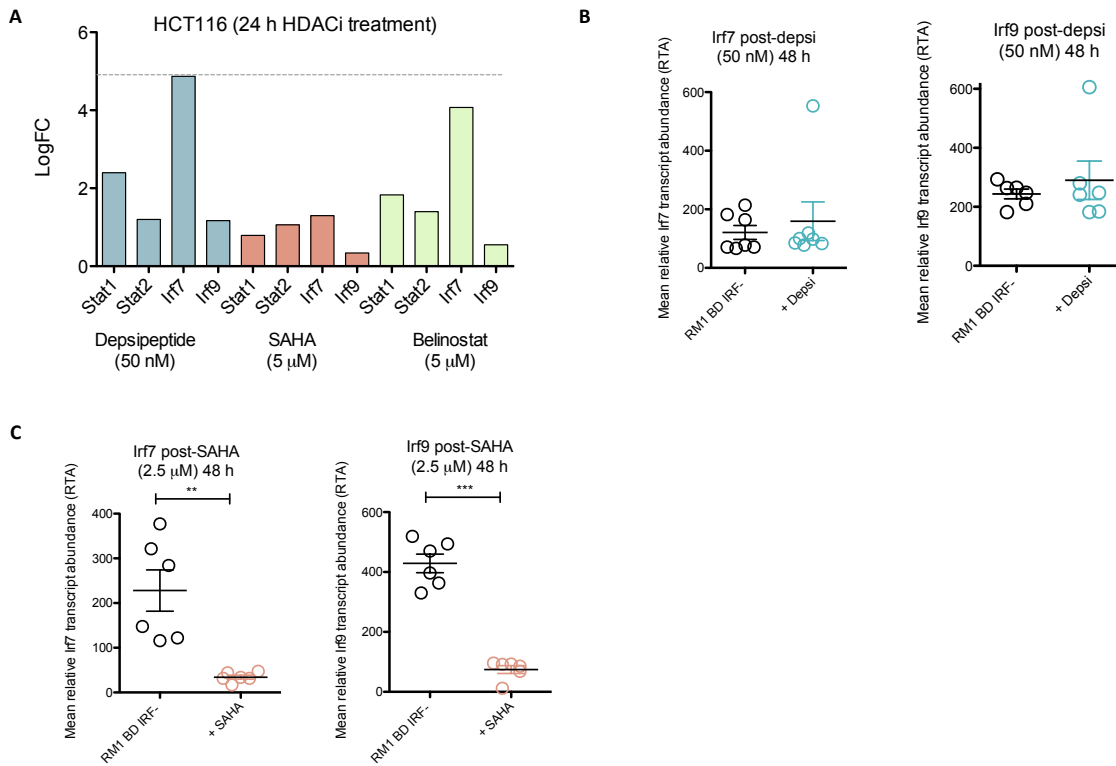 A
HCT116 (24 h HDACi treatment)
LogFC
6
4
2
0
Stat1
Stat2
Irf7
Irf9
Stat1
Stat2
Irf7
Irf9
Stat1
Stat2
Irf7
Irf9
Depsipeptide
(50 nM)
SAHA
(5 μM)
Belinostat
(5 μM)
B
Irf7 post-depsi
(50 nM) 48 h
Mean relative Irf7 transcript abundance (RTA)
600
400
200
0
RM1 BD IRF-
+ Depsi
Irf9 post-depsi
(50 nM) 48 h
Mean relative Irf9 transcript abundance (RTA)
600
400
200
0
RM1 BD IRF-
+ Depsi
C
Irf7 post-SAHA
(2.5 μM) 48 h
**
Mean relative Irf7 transcript abundance (RTA)
400
300
200
100
0
RM1 BD IRF-
+ SAHA
Irf9 post-SAHA
(2.5 μM) 48 h
***
Mean relative Irf9 transcript abundance (RTA)
600
400
200
0
RM1 BD IRF-
+ SAHA